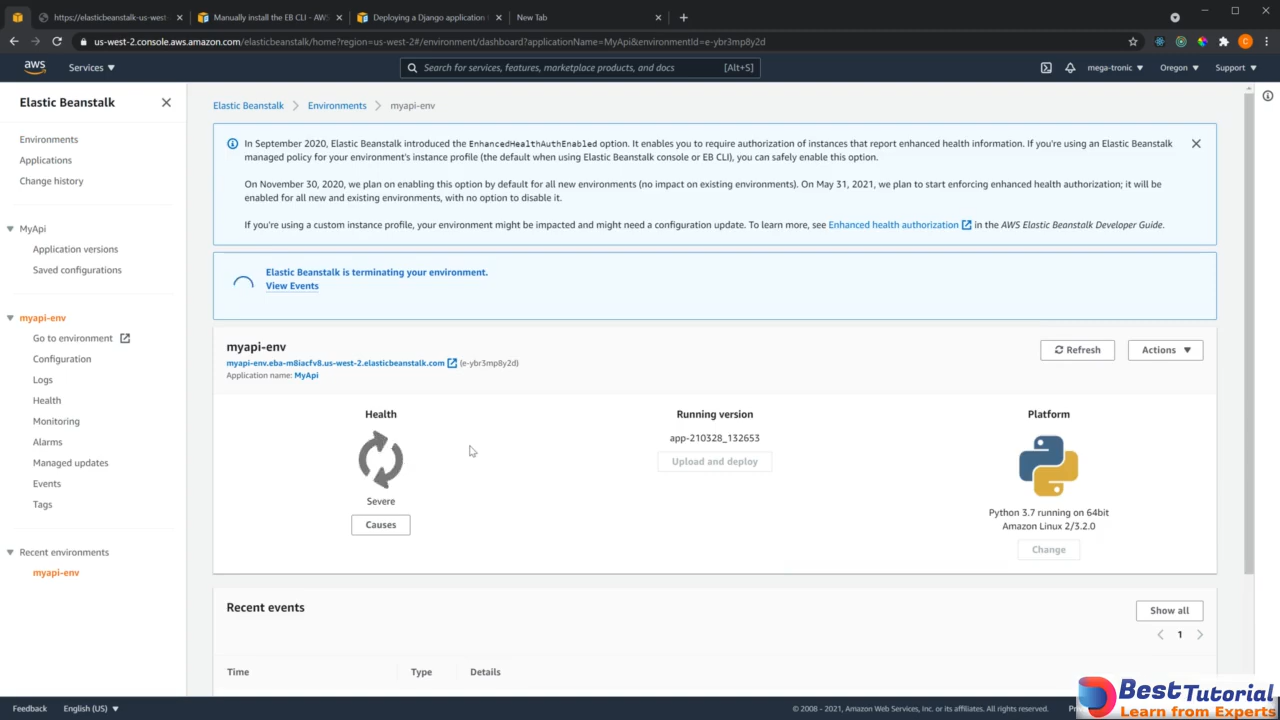 https://elasticbeanstalk-us-west-
Manually install the EB CLI - AWS
Deploying a Django application
New Tab
us-west-2.console.aws.amazon.com/elasticbeanstalk/home?region=us-west-2#/environment/dashboard?applicationName=MyApi&environmentId=e-ybr3mp8y2d
C
aws
Services
Search for services, features, marketplace products, and docs
[Alt+S]
mega-tronic
Oregon
Support
Elastic Beanstalk
Environments
Applications
Change history
MyApi
Application versions
Saved configurations
myapi-env
Go to environment
Configuration
Logs
Health
Monitoring
Alarms
Managed updates
Events
Tags
Recent environments
myapi-env
Elastic Beanstalk > Environments > myapi-env
In September 2020, Elastic Beanstalk introduced the EnhancedHealthAuthEnabled option. It enables you to require authorization of instances that report enhanced health information. If you're using an Elastic Beanstalk
managed policy for your environment's instance profile (the default when using Elastic Beanstalk console or EB CLI), you can safely enable this option.
On November 30, 2020, we plan on enabling this option by default for all new environments (no impact on existing environments). On May 31, 2021, we plan to start enforcing enhanced health authorization; it will be
enabled for all new and existing environments, with no option to disable it.
If you're using a custom instance profile, your environment might be impacted and might need a configuration update. To learn more, see Enhanced health authorization in the AWS Elastic Beanstalk Developer Guide.
Elastic Beanstalk is terminating your environment.
View Events
myapi-env
myapi-env.eba-m8iacfv8.us-west-2.elasticbeanstalk.com (e-ybr3mp8y2d)
Application name: MyApi
Refresh
Actions
Health
Severe
Causes
Running version
app-210328_132653
Upload and deploy
Platform
Python 3.7 running on 64bit
Amazon Linux 2/3.2.0
Change
Recent events
Show all
1
Time
Type
Details
Feedback
English (US)
© 2008 - 2021, Amazon Web Services, Inc. or its affiliates. All rights reserved.
BestTutorial
Learn from Experts